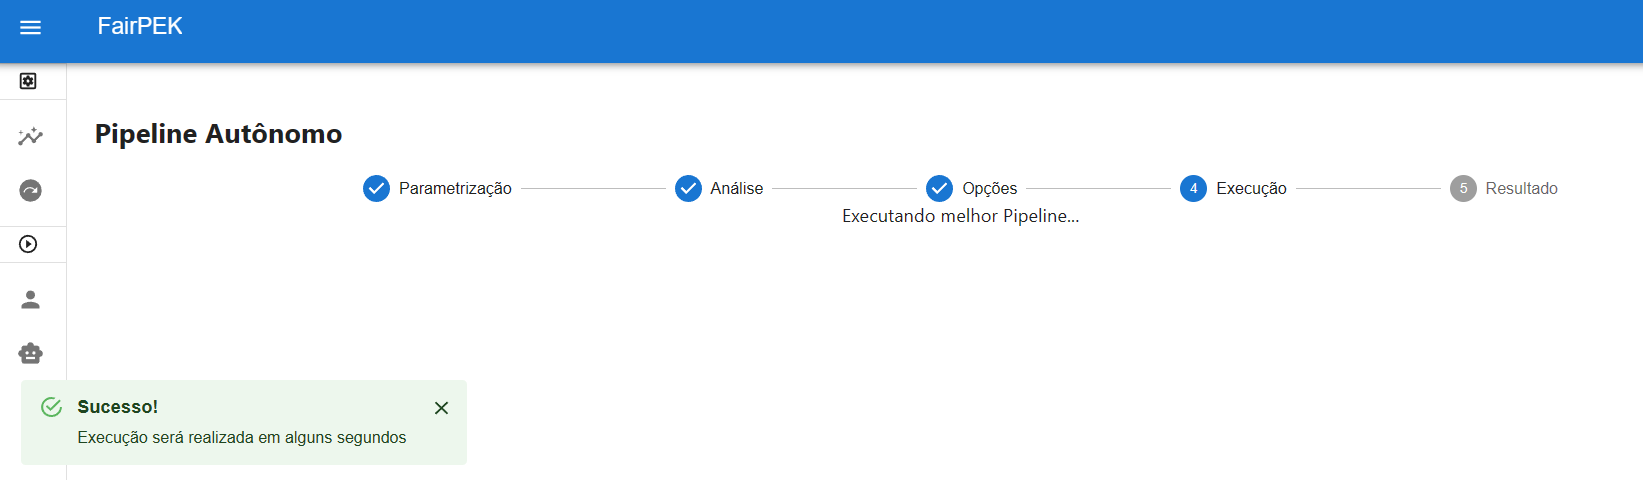 FairPEK
Pipeline Autônomo
Parametrização
Análise
Opções
4 Execução
5 Resultado
Executando melhor Pipeline...
Sucesso!
Execução será realizada em alguns segundos